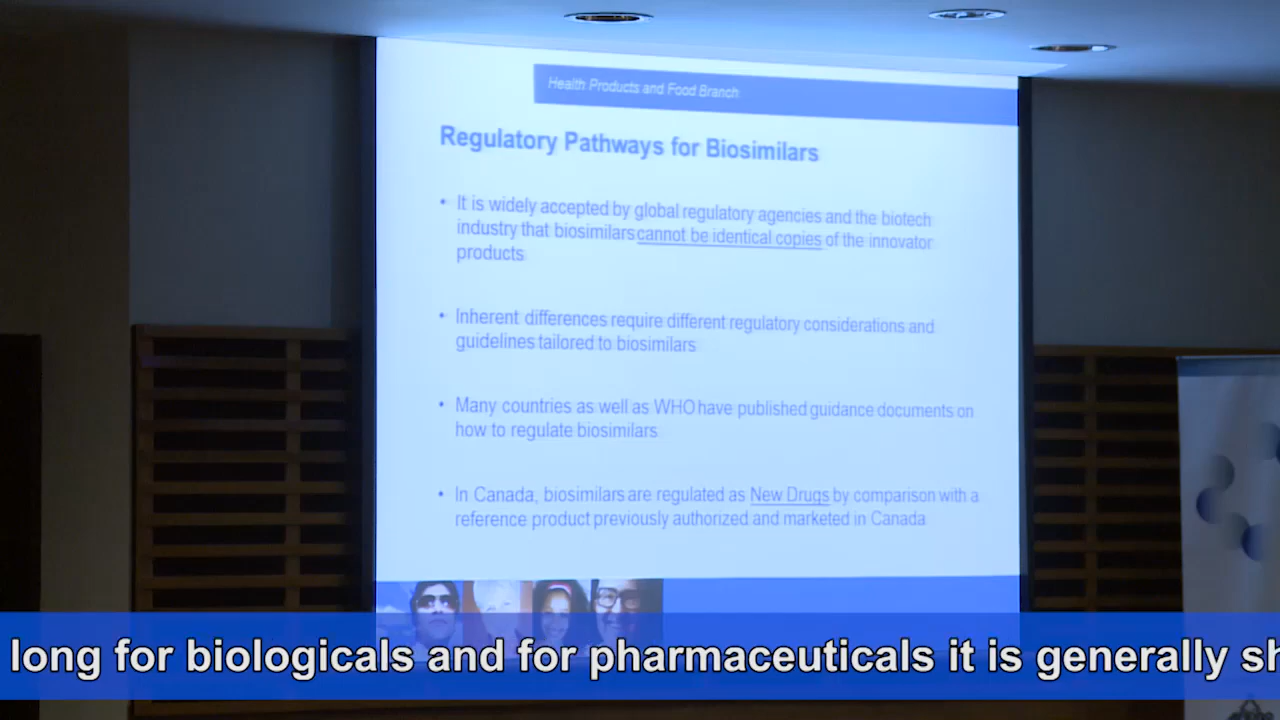 Health Products and Food Branch
Regulatory Pathways for Biosimilars
• It is widely accepted by global regulatory agencies and the biotech
industry that biosimilars cannot be identical copies of the innovator
products
• Inherent differences require different regulatory considerations and
guidelines tailored to biosimilars
• Many countries as well as WHO have published guidance documents on
how to regulate biosimilars
• In Canada, biosimilars are regulated as New Drugs by comparison with a
reference product previously authorized and marketed in Canada
long for biologicals and for pharmaceuticals it is generally sh